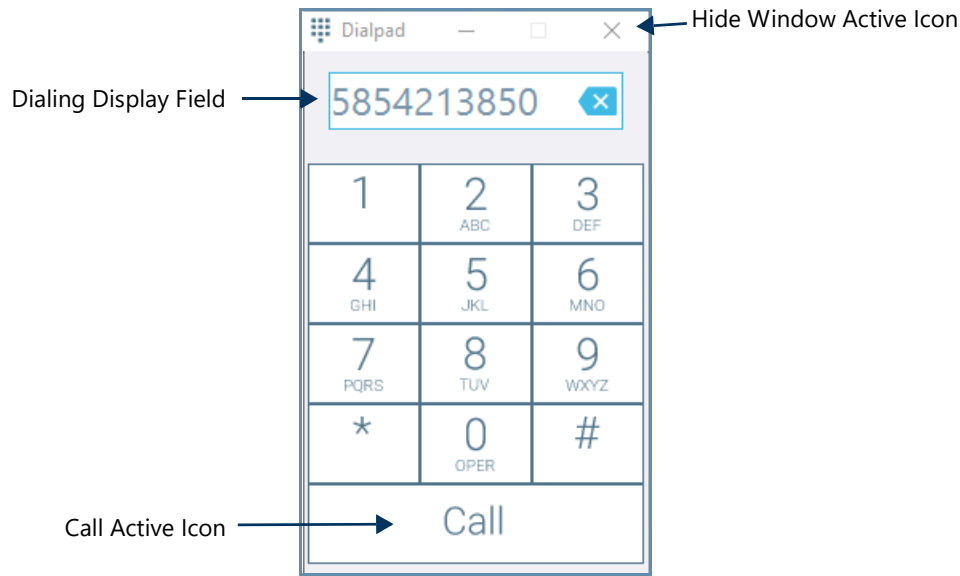 Hide Window Active Icon
Dialpad
Dialing Display Field
5854213850
1 2 3
ABC DEF
4 5 6
GHI JKL MNO
7 8 9
PQRS TUV WXYZ
* 0 #
OPER
Call Active Icon
Call